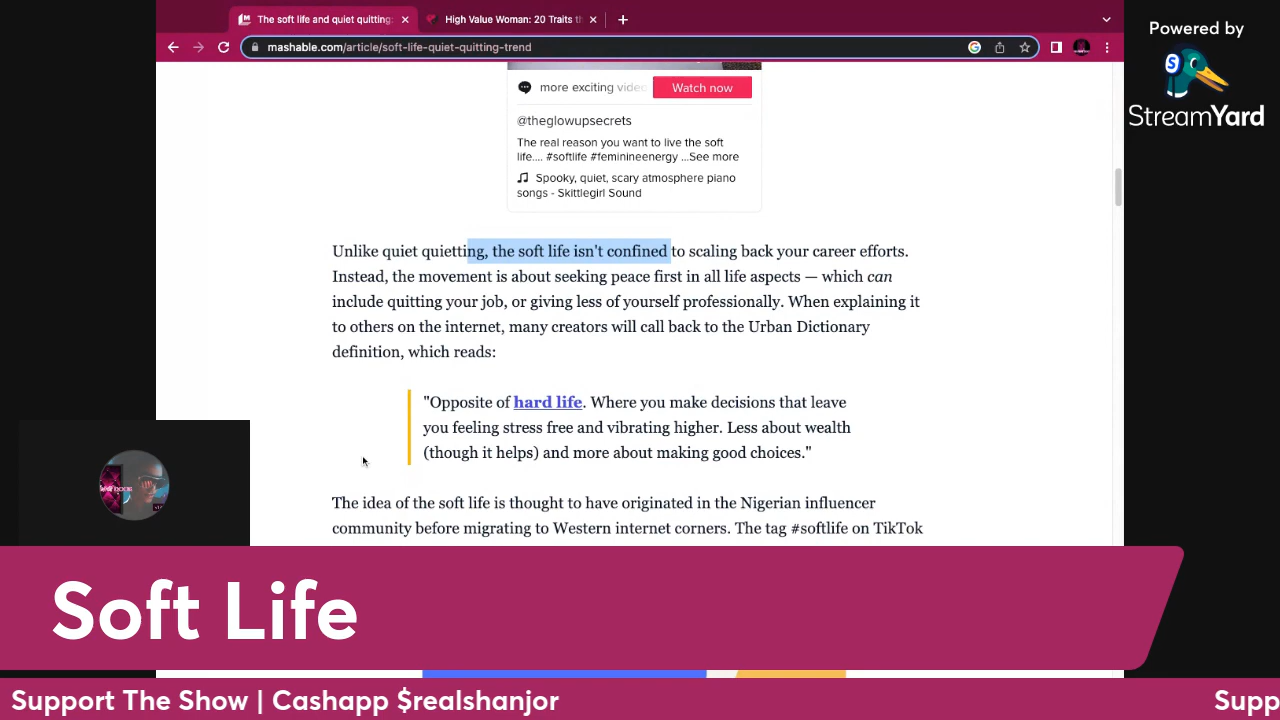 The soft life and quiet quitting:
High Value Woman: 20 Traits t
mashable.com/article/soft-life-quiet-quitting-trend
Powered by
StreamYard
more exciting video
Watch now
@theglowupsecrets
The real reason you want to live the soft
life.... #softlife #feminineenergy ...See more
Spooky, quiet, scary atmosphere piano
songs - Skittlegirl Sound
Unlike quiet quietting, the soft life isn't confined to scaling back your career efforts.
Instead, the movement is about seeking peace first in all life aspects — which can
include quitting your job, or giving less of yourself professionally. When explaining it
to others on the internet, many creators will call back to the Urban Dictionary
definition, which reads:
"Opposite of hard life. Where you make decisions that leave
you feeling stress free and vibrating higher. Less about wealth
(though it helps) and more about making good choices."
The idea of the soft life is thought to have originated in the Nigerian influencer
community before migrating to Western internet corners. The tag #softlife on TikTok
Soft Life
Support The Show | Cashapp $realshanjor
Supp